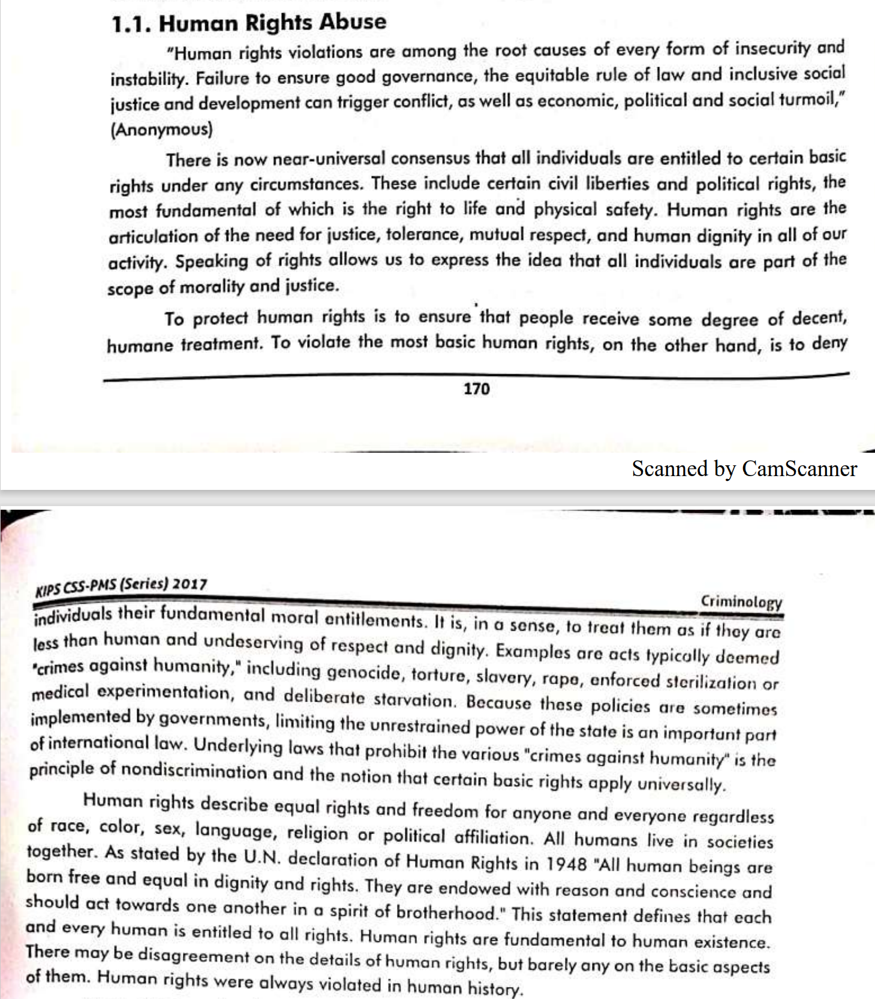 1.1. Human Rights Abuse
"Human rights violations are among the root causes of every form of insecurity and
instability. Failure to ensure good governance, the equitable rule of law and inclusive social
justice and development can trigger conflict, as well as economic, political and social turmoil,"
(Anonymous)
There is now near-universal consensus that all individuals are entitled to certain basic
rights under any circumstances. These include certain civil liberties and political rights, the
most fundamental of which is the right to life and physical safety. Human rights are the
articulation of the need for justice, tolerance, mutual respect, and human dignity in all of our
activity. Speaking of rights allows us to express the idea that all individuals are part of the
scope of morality and justice.
To protect human rights is to ensure that people receive some degree of decent,
humane treatment. To violate the most basic human rights, on the other hand, is to deny
170
Scanned by CamScanner
KIPS CSS-PMS (Series) 2017
Criminology
individuals their fundamental moral entitlements. It is, in a sense, to treat them as if they are
less than human and undeserving of respect and dignity. Examples are acts typically deemed
"crimes against humanity," including genocide, torture, slavery, rape, enforced sterilization or
medical experimentation, and deliberate starvation. Because these policies are sometimes
implemented by governments, limiting the unrestrained power of the state is an important part
of international law. Underlying laws that prohibit the various "crimes against humanity" is the
principle of nondiscrimination and the notion that certain basic rights apply universally.
Human rights describe equal rights and freedom for anyone and everyone regardless
of race, color, sex, language, religion or political affiliation. All humans live in societies
together. As stated by the U.N. declaration of Human Rights in 1948 "All human beings are
born free and equal in dignity and rights. They are endowed with reason and conscience and
should act towards one another in a spirit of brotherhood." This statement defines that each
and every human is entitled to all rights. Human rights are fundamental to human existence.
There may be disagreement on the details of human rights, but barely any on the basic aspects
of them. Human rights were always violated in human history.